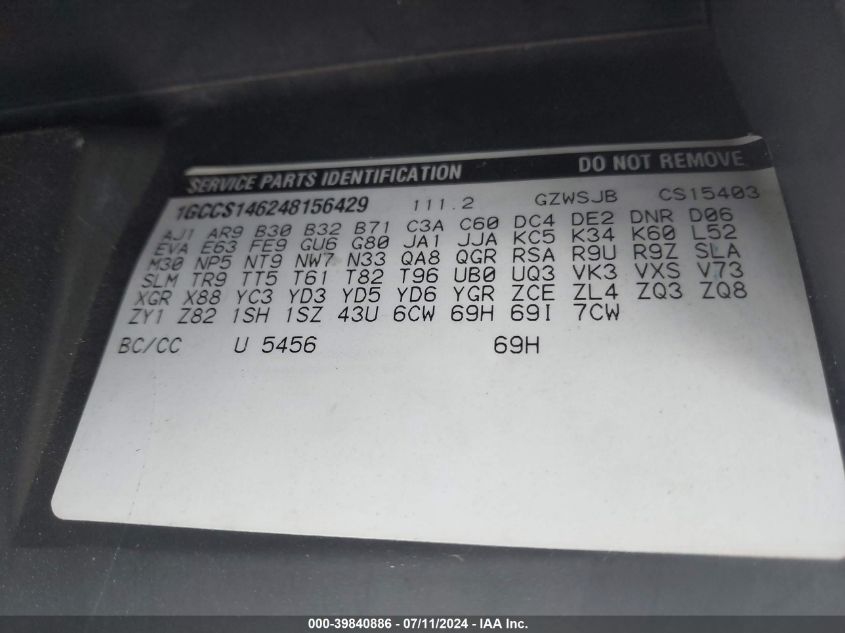 SERVICE PARTS IDENTIFICATION DO NOT REMOVE
1GCCS146248156429 111.2 GZWSJB CS15403
AJ1 AR9 B30 B32 B71 C3A C60 DC4 DE2 DNR D06
EVA E63 FE9 GU6 G80 JA1 JJA KC5 K34 K60 L52
M30 NP5 NT9 NW7 N33 QA8 QGR RSA R9U R9Z SLA
SLM TR9 TT5 T61 T82 T96 UB0 UQ3 VK3 VXS V73
XGR X88 YC3 YD3 YD5 YD6 YGR ZCE ZL4 ZQ3 ZQ8
ZY1 Z82 1SH 1SZ 43U 6CW 69H 69I 7CW
BC/CC U 5456 69H
000-39840886 - 07/11/2024 - IAA Inc.